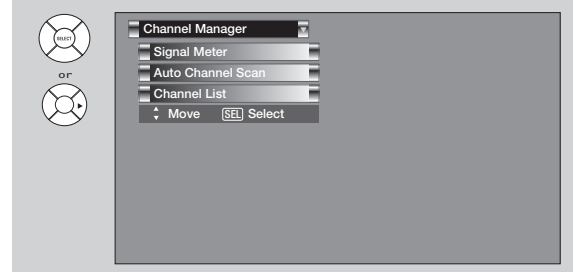 SELECT
or
Channel Manager
Signal Meter
Auto Channel Scan
Channel List
Move SEL Select